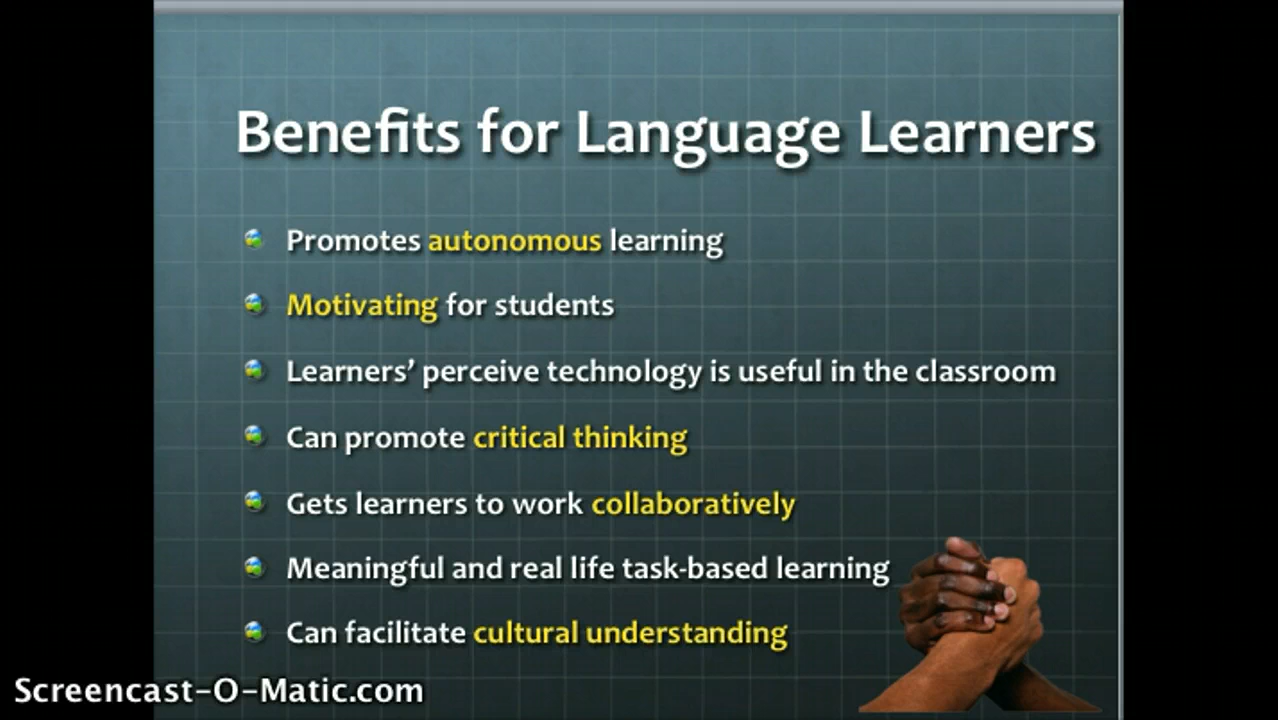 Benefits for Language Learners
Promotes autonomous learning
Motivating for students
Learners’ perceive technology is useful in the classroom
Can promote critical thinking
Gets learners to work collaboratively
Meaningful and real life task-based learning
Can facilitate cultural understanding
Screencast-O-Matic.com